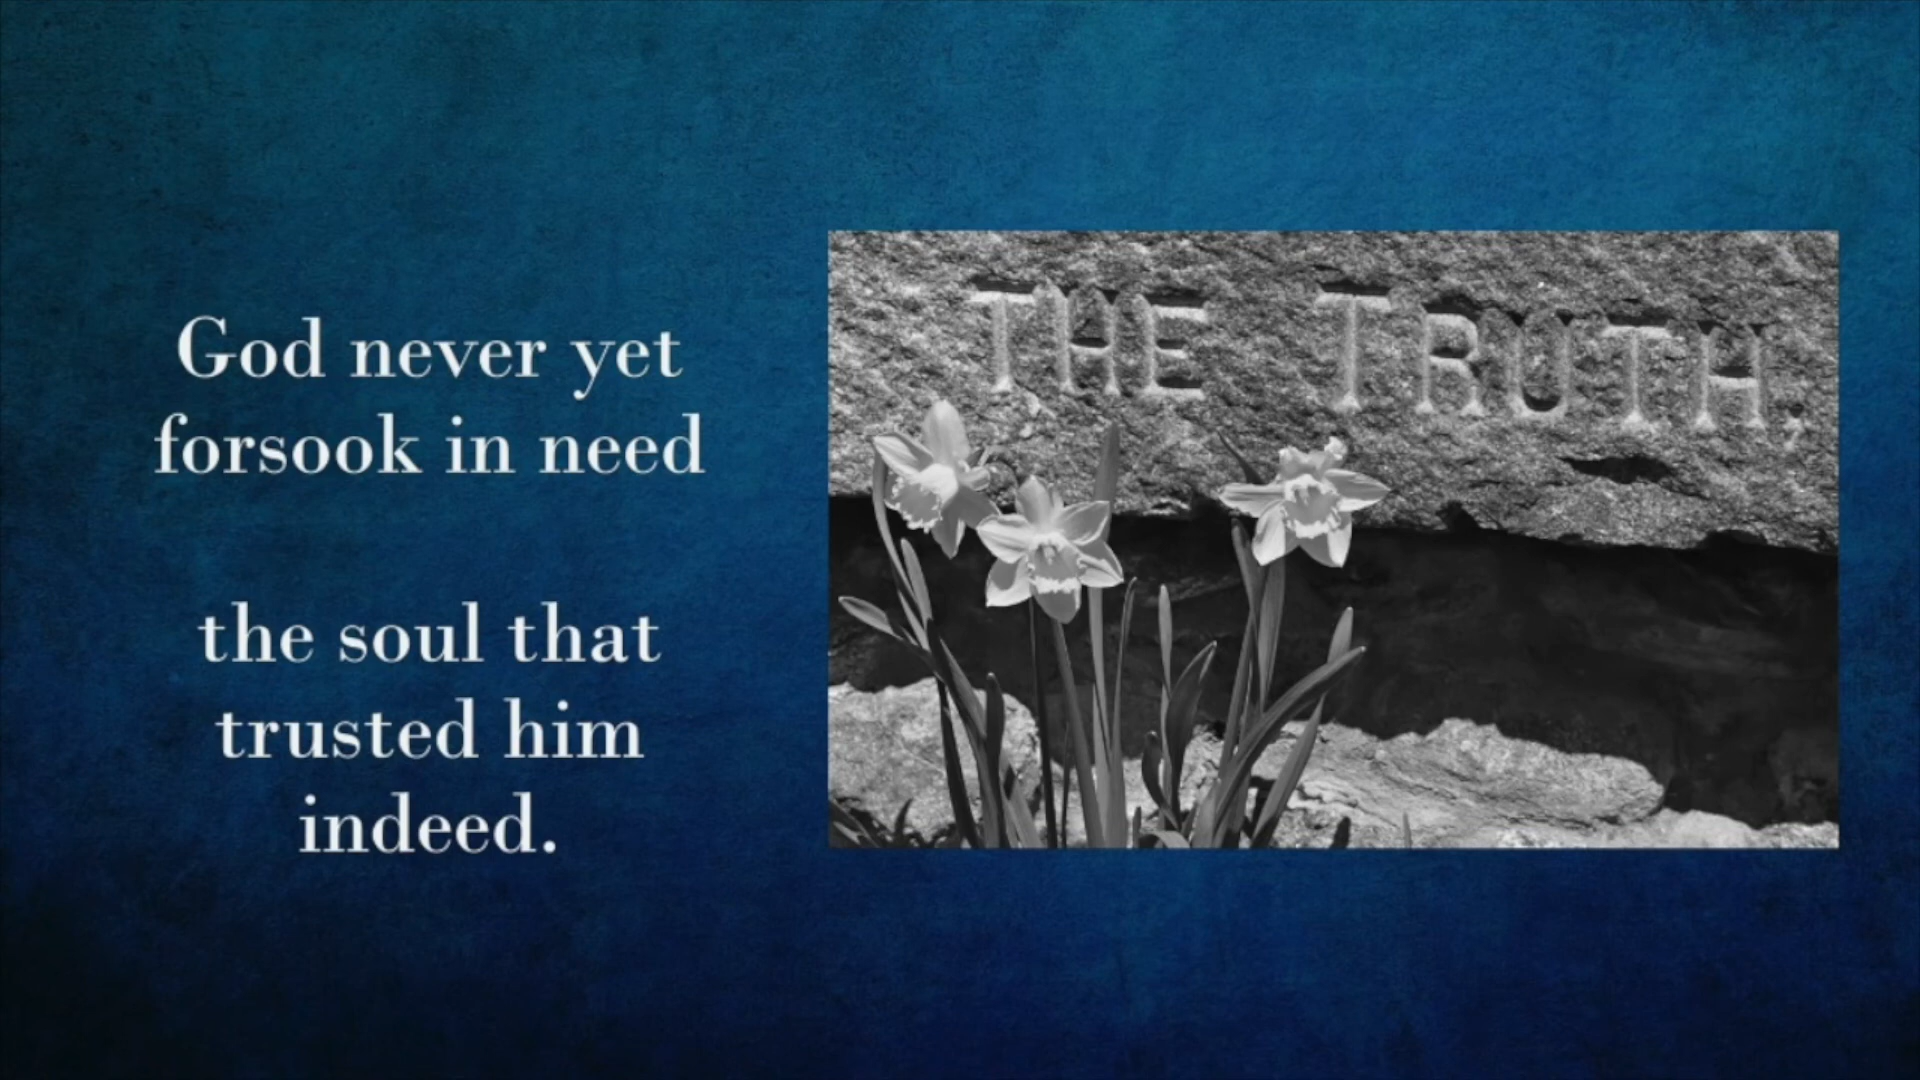 God never yet
forsook in need
the soul that
trusted him
indeed.
THE TRUTH.